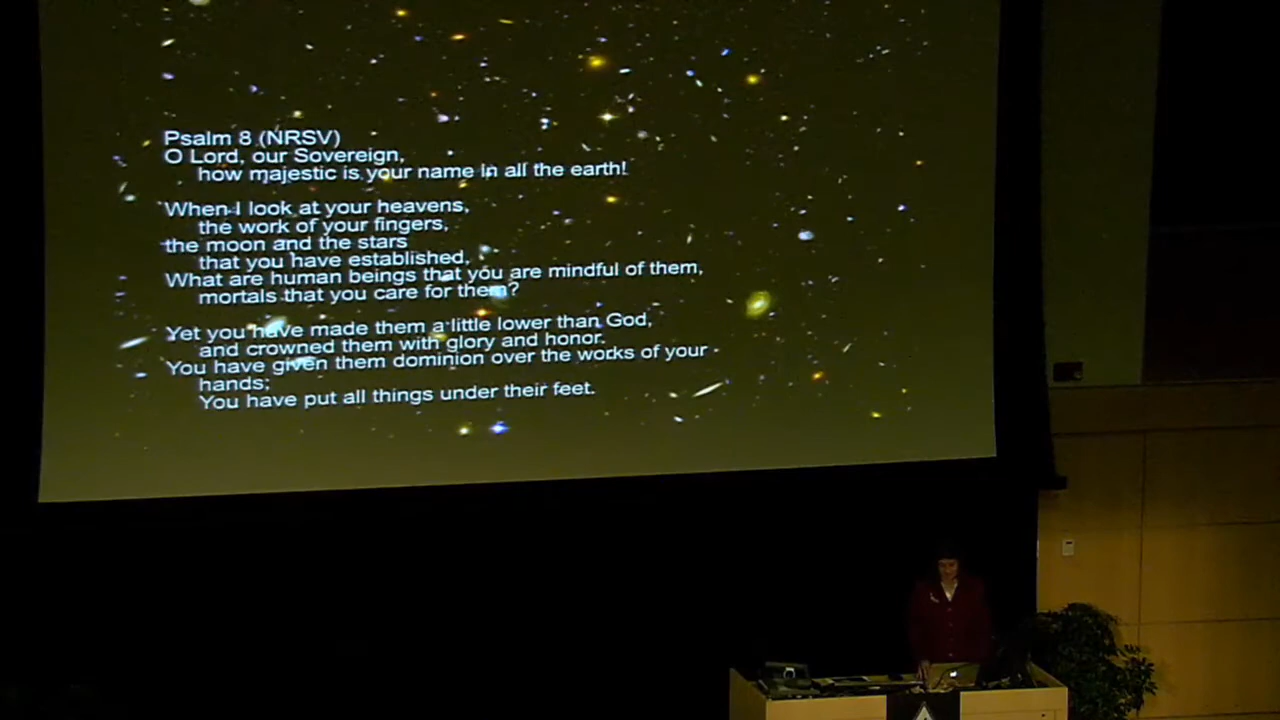 Psalm 8 (NRSV)
O Lord, our Sovereign,
how majestic is your name in all the earth!
When I look at your heavens,
the work of your fingers,
the moon and the stars
that you have established,
What are human beings that you are mindful of them,
mortals that you care for them?
Yet you have made them a little lower than God,
and crowned them with glory and honor.
You have given them dominion over the works of your
hands;
You have put all things under their feet.